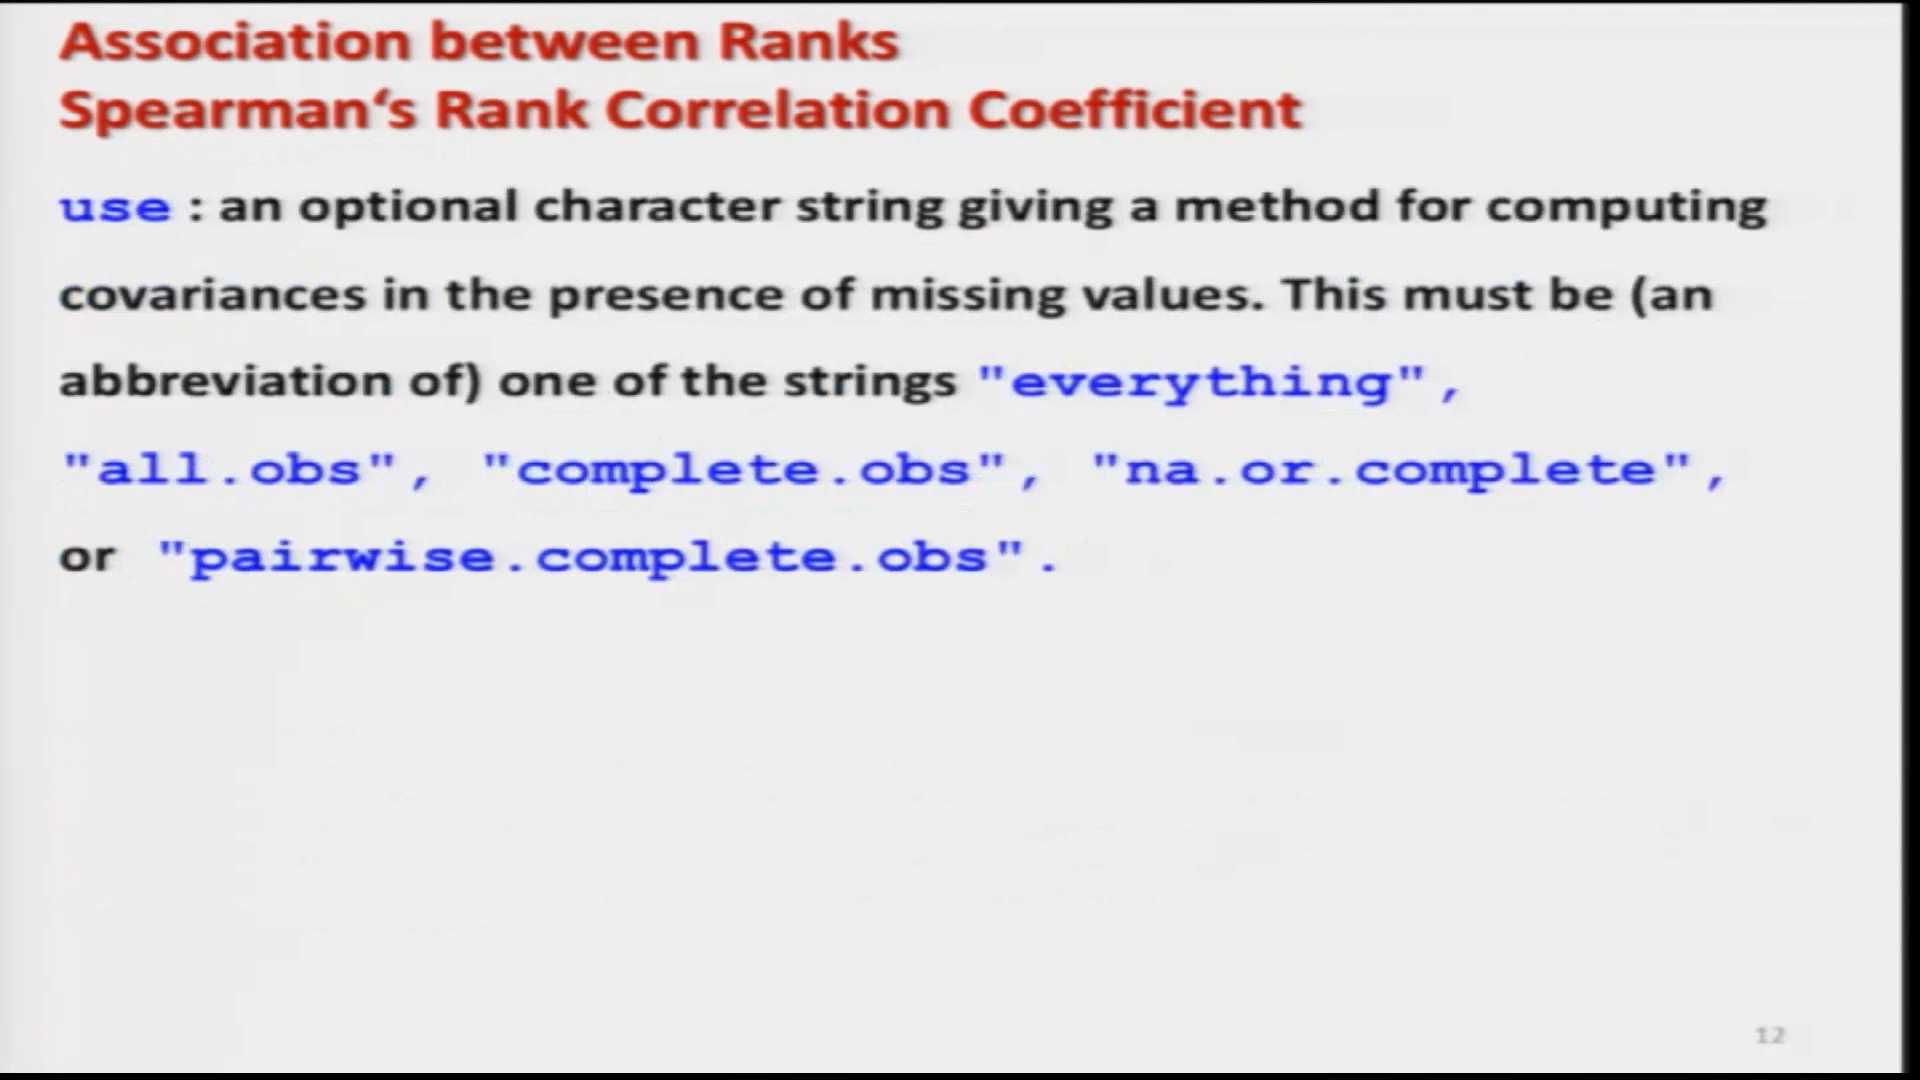 Association between Ranks
Spearman‘s Rank Correlation Coefficient
use : an optional character string giving a method for computing
covariances in the presence of missing values. This must be (an
abbreviation of) one of the strings "everything",
"all.obs", "complete.obs", "na.or.complete",
or "pairwise.complete.obs".
12